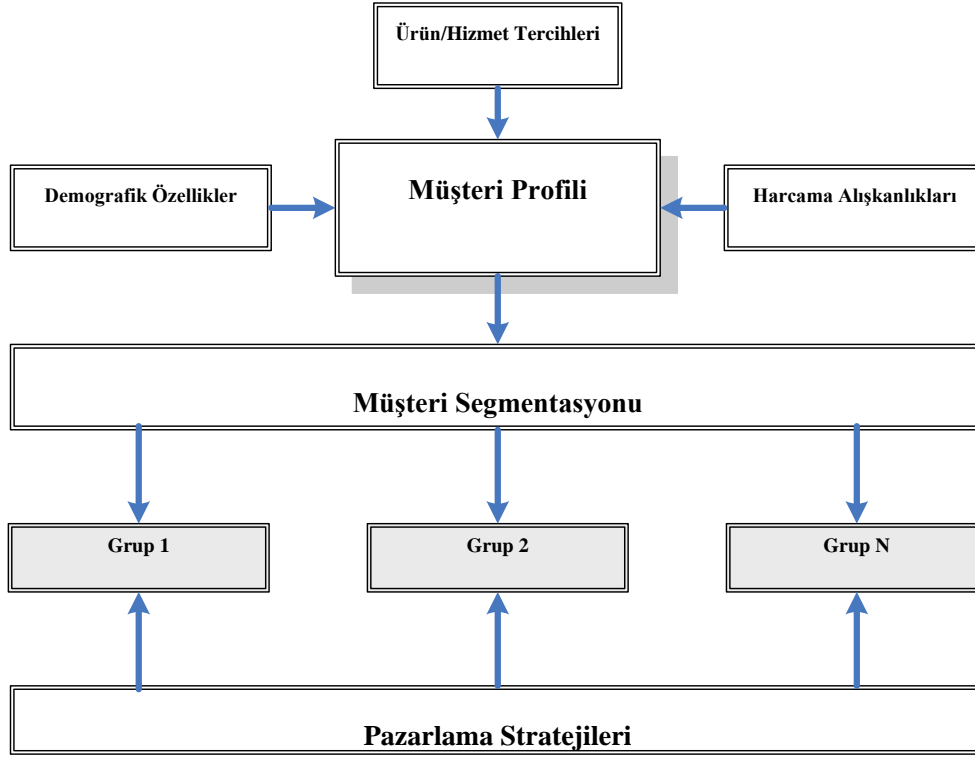 Ürün/Hizmet Tercihleri
Demografik Özellikler
Müşteri Profili
Harcama Alışkanlıkları
Müşteri Segmentasyonu
Grup 1
Grup 2
Grup N
Pazarlama Stratejileri